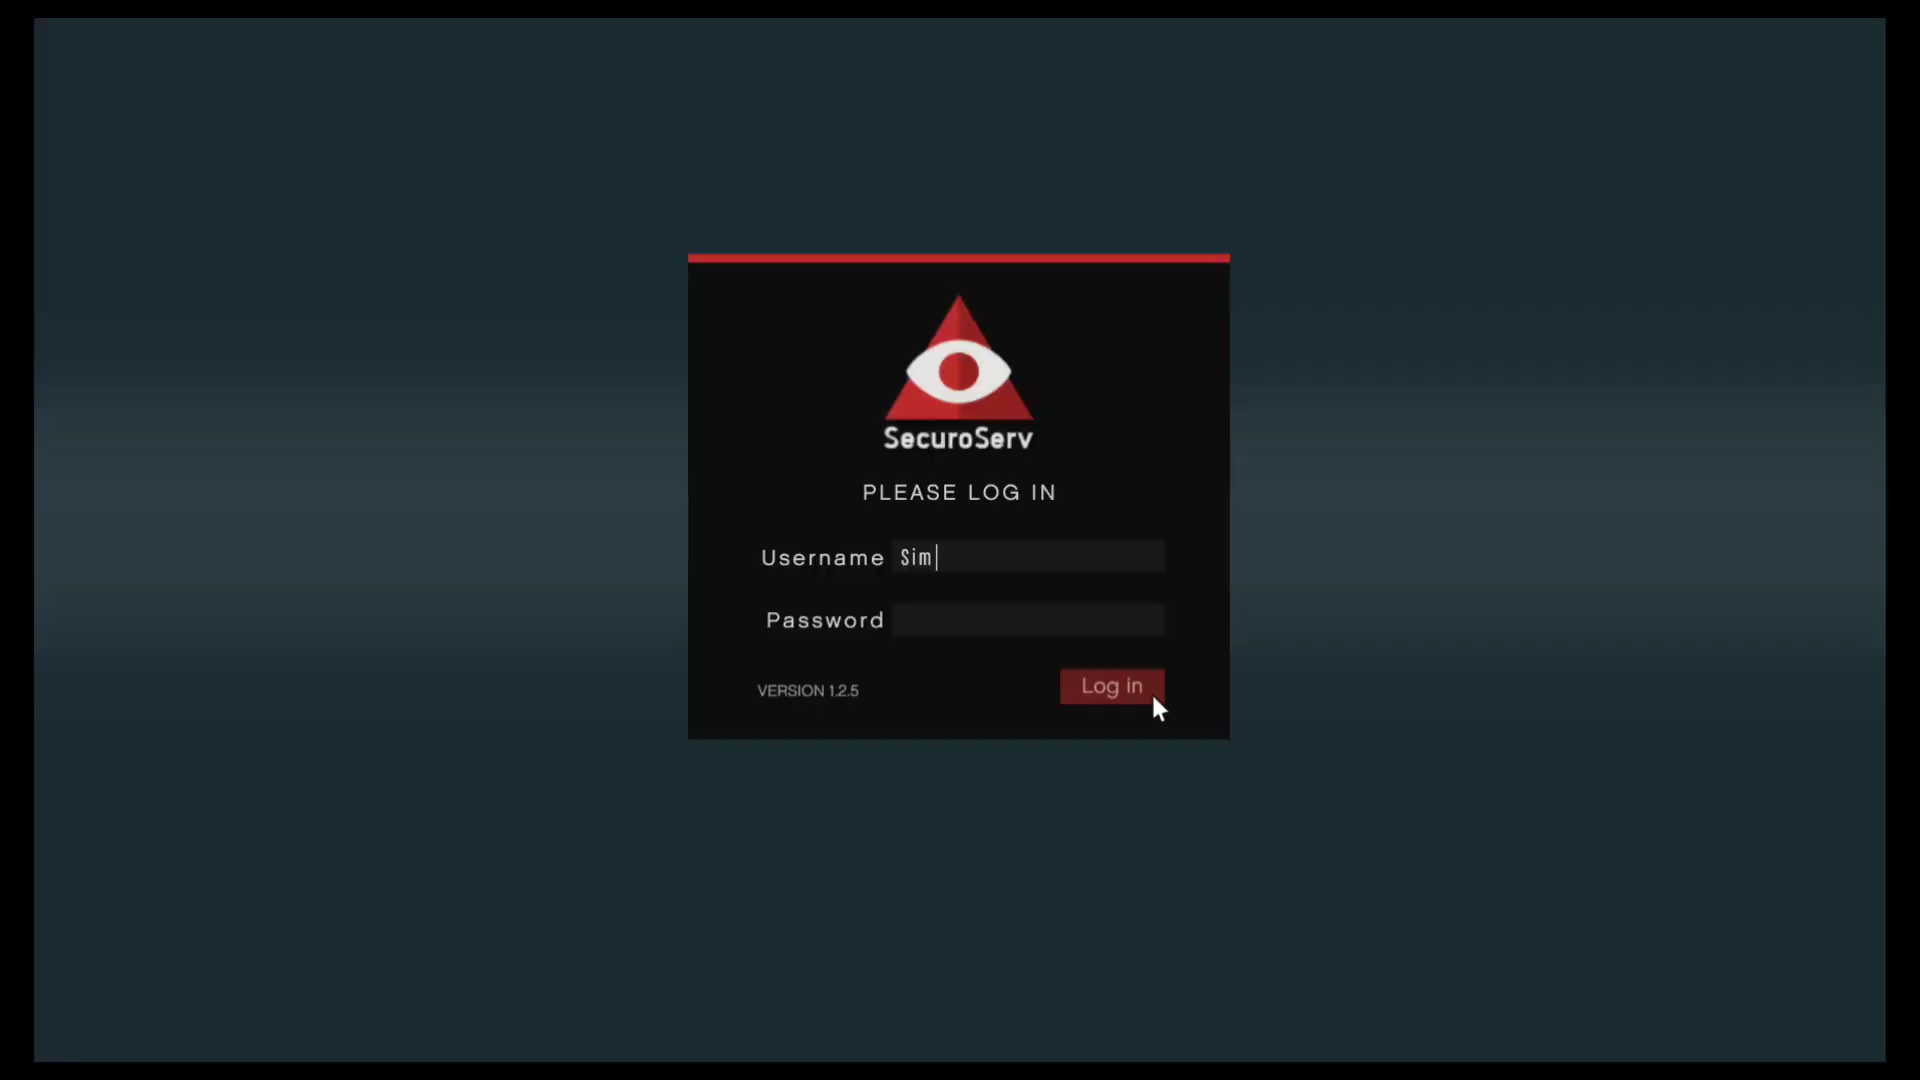 SecuroServ
PLEASE LOG IN
Username Sim
Password
VERSION 1.2.5 Log in